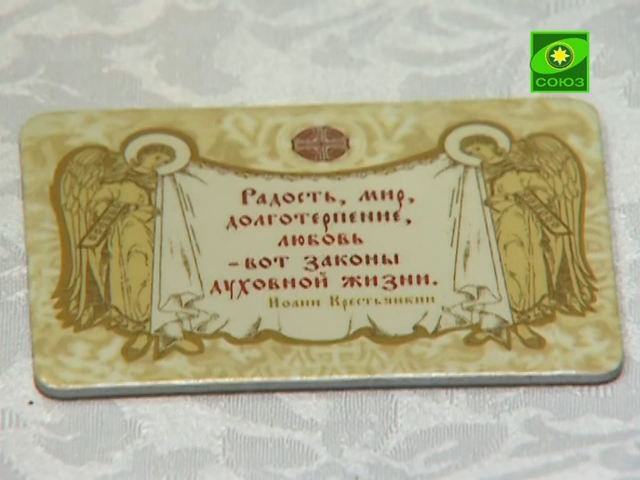 СОЮЗ
Радость, мир,
долготерпение,
любовь
- вот законы
духовной жизни.
Иоанн Крестьянкин